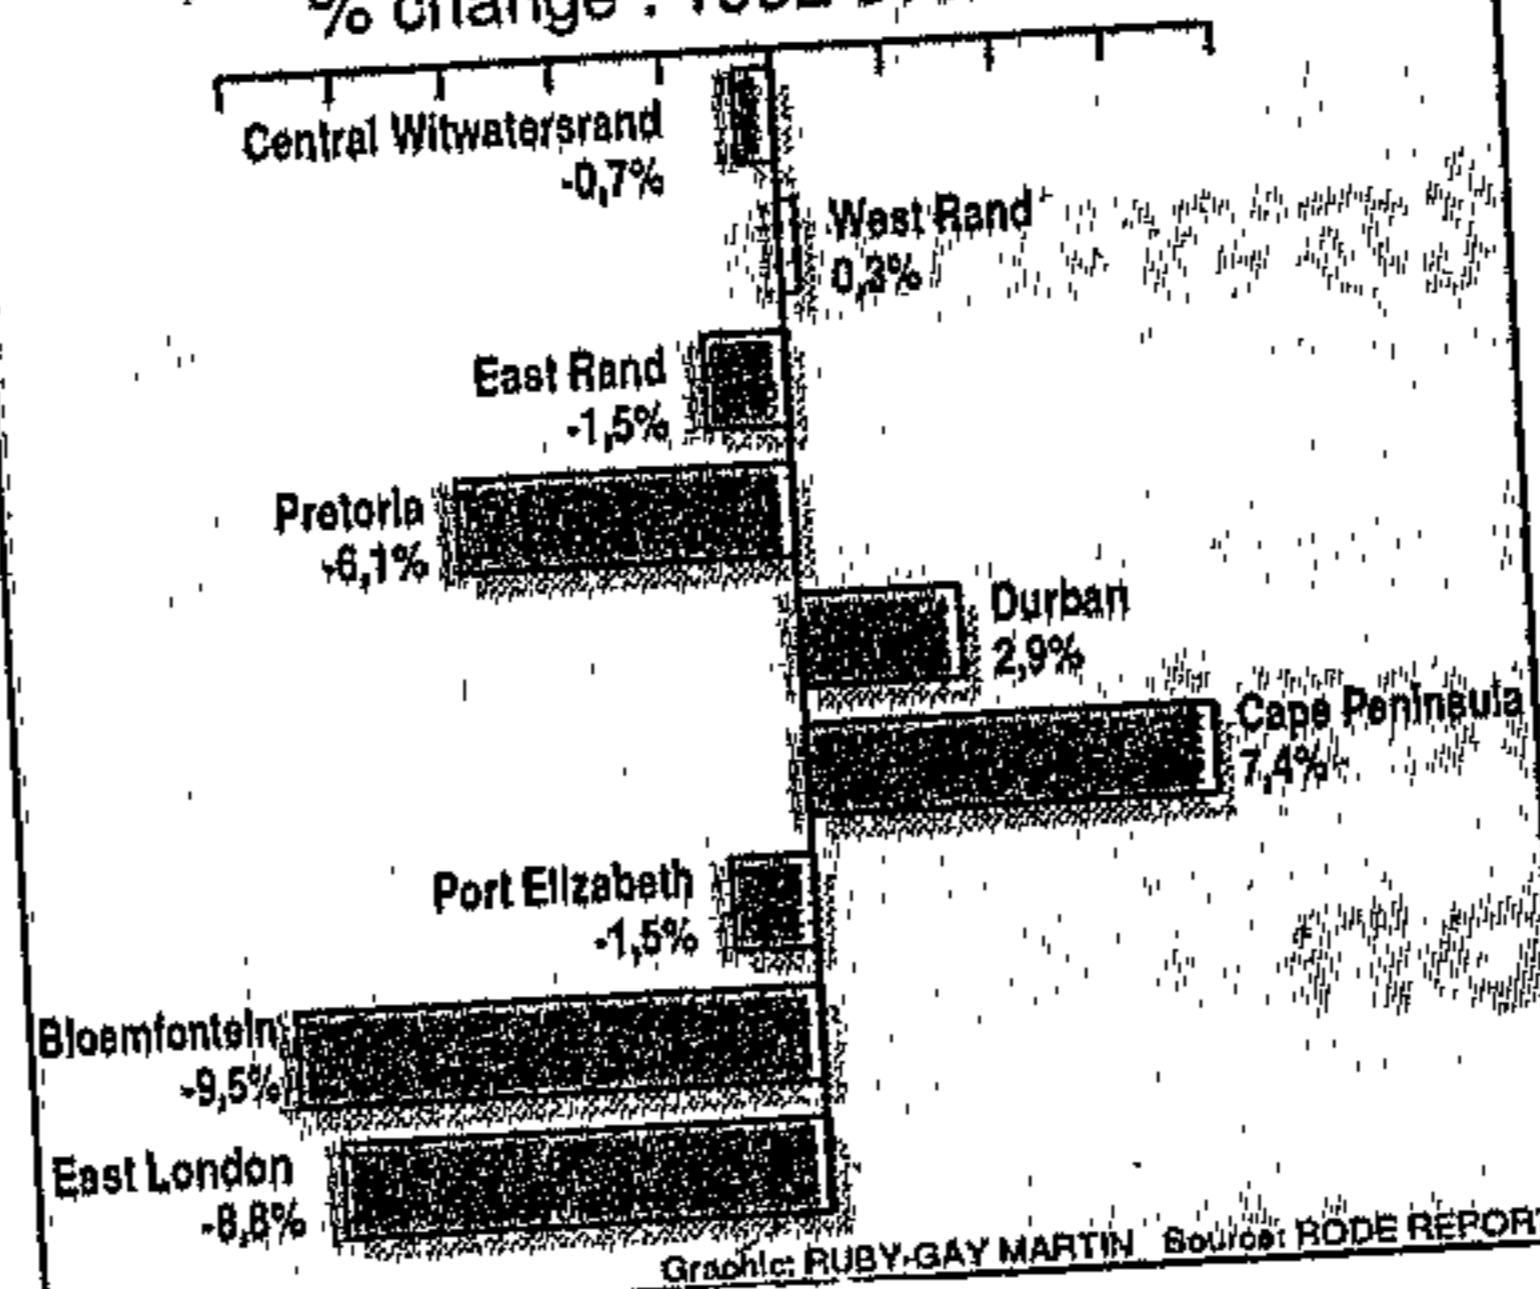 % change :
Central Witwatersrand
-0,7%
West Rand
0,3%
East Rand
-1,5%
Pretoria
-6,1%
Durban
2,9%
Cape Peninsula
7,4%
Port Elizabeth
-1,5%
Bloemfontein
-9,5%
East London
-8,8%
Graphic: RUBY-GAY MARTIN Source: RODE REPORT